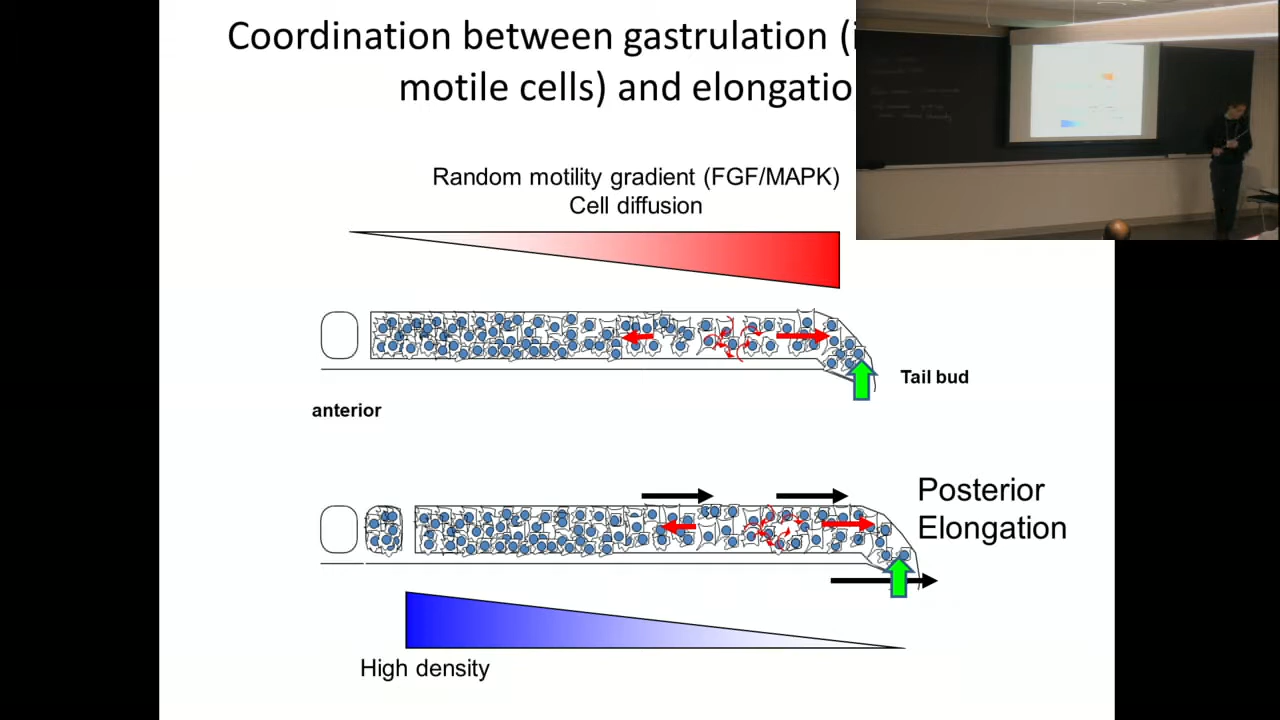 Coordination between gastrulation (i
motile cells) and elongatio
Random motility gradient (FGF/MAPK)
Cell diffusion
Tail bud
anterior
Posterior
Elongation
High density